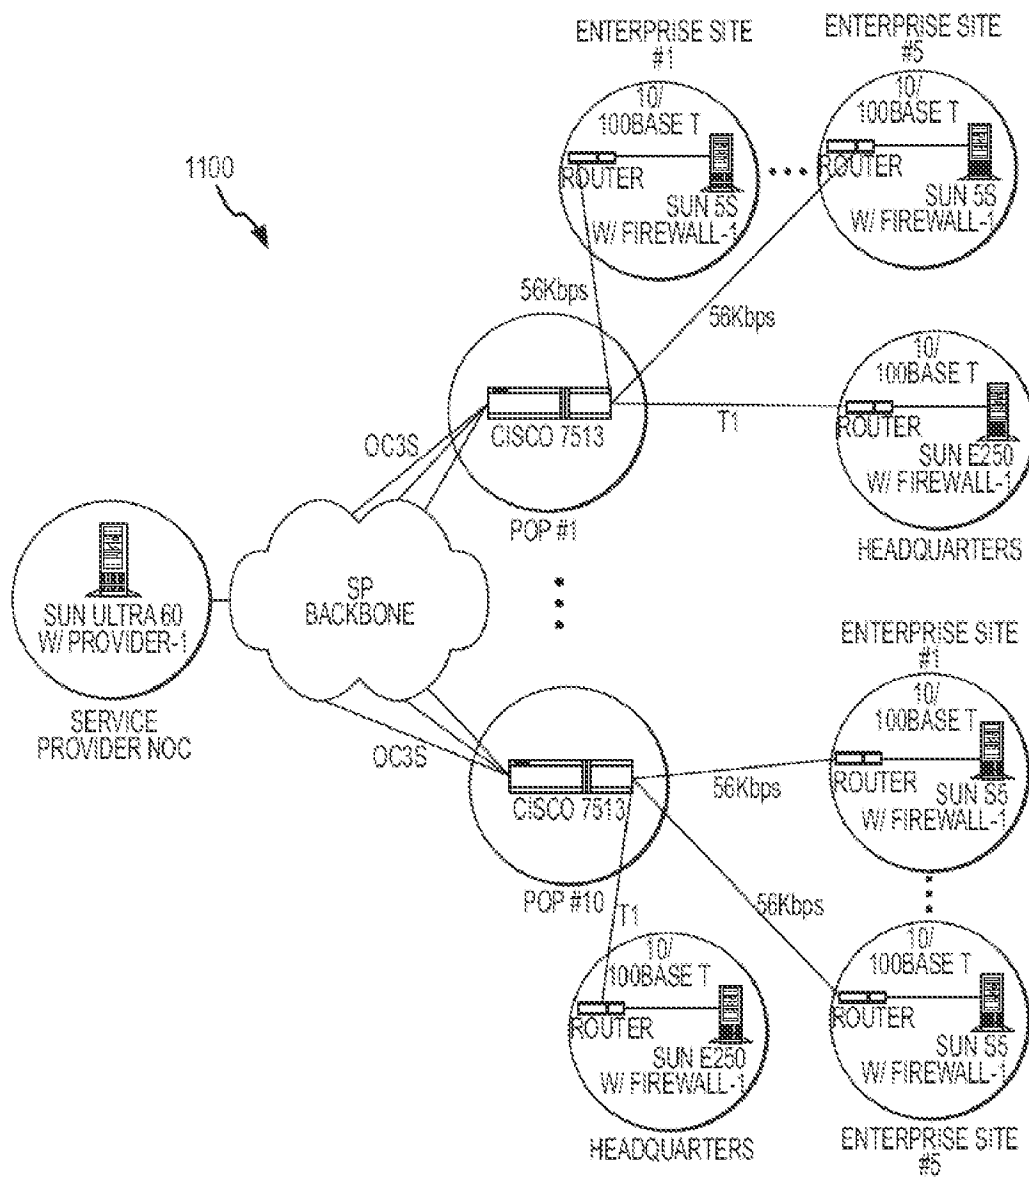 1100
ENTERPRISE SITE
#1
10/
100BASE T
ROUTER
SUN 5S
W/ FIREWALL-1
ENTERPRISE SITE
#5
10/
100BASE T
ROUTER
SUN 5S
W/ FIREWALL-1
56Kbps
56Kbps
10/
100BASE T
ROUTER
SUN E250
W/ FIREWALL-1
HEADQUARTERS
T1
CISCO 7513
POP #1
OC3S
SP
BACKBONE
SUN ULTRA 60
W/ PROVIDER-1
SERVICE
PROVIDER NOC
OC3S
CISCO 7513
POP #10
ENTERPRISE SITE
#1
10/
100BASE T
ROUTER
SUN S5
W/ FIREWALL-1
56Kbps
56Kbps
T1
10/
100BASE T
ROUTER
SUN E250
W/ FIREWALL-1
HEADQUARTERS
10/
100BASE T
ROUTER
SUN S5
W/ FIREWALL-1
ENTERPRISE SITE
#5